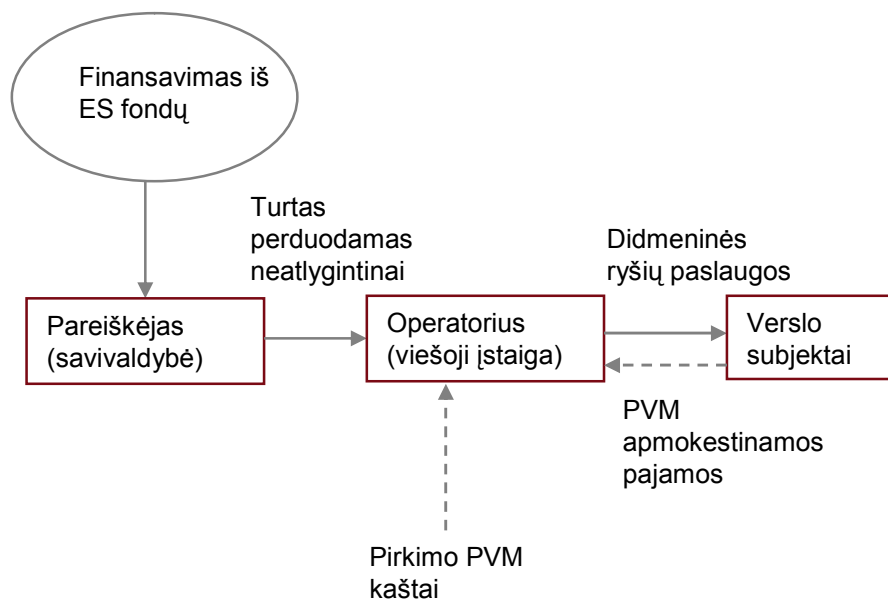 Finansavimas iš
ES fondų
Turtas
perduodamas
neatlygintinai
Didmeninės
ryšių paslaugos
Pareiškėjas
(savivaldybė)
Operatorius
(viešoji įstaiga)
Verslo
subjektai
PVM
apmokestinamos
pajamos
Pirkimo PVM
kaštai